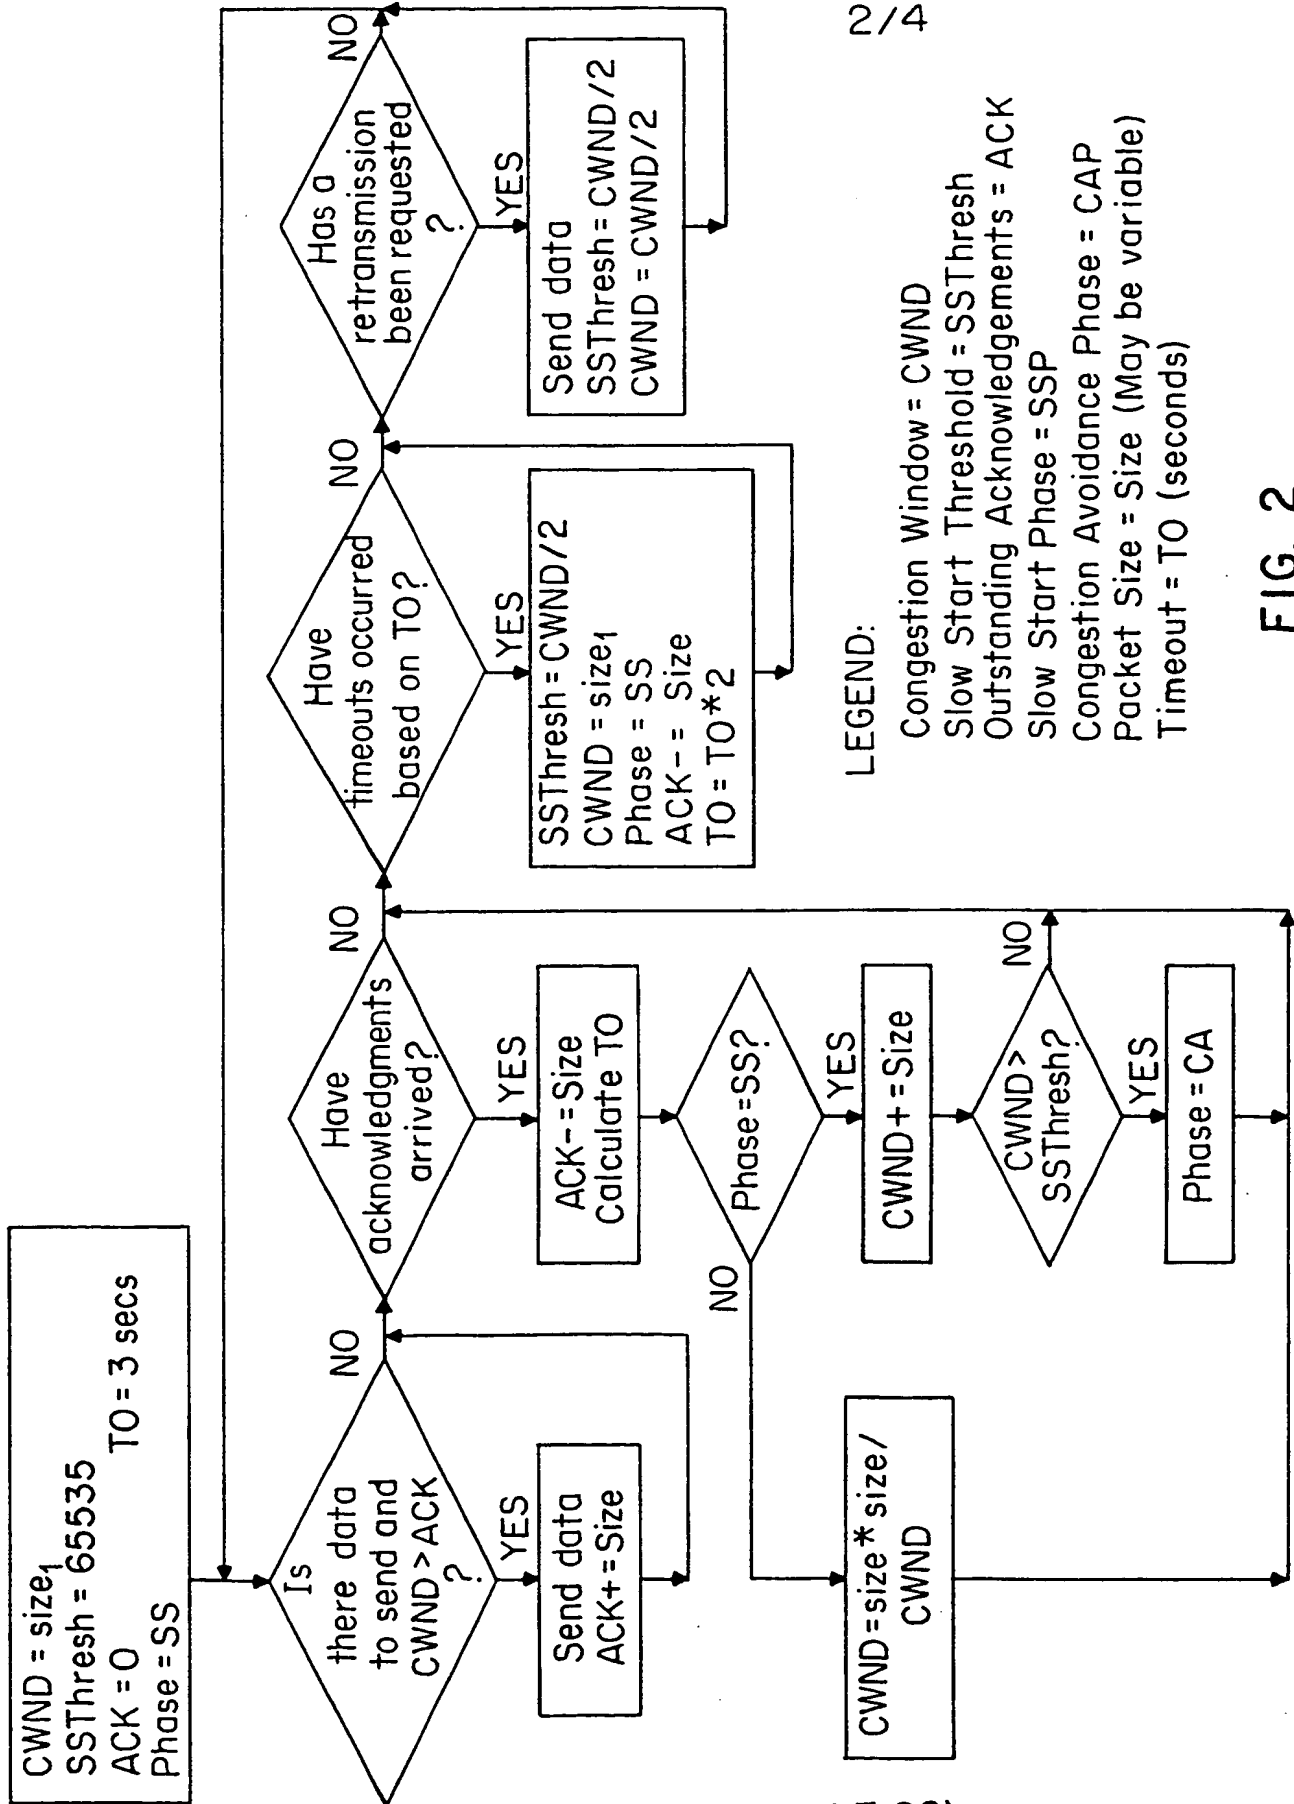 CWND = size1
SSThresh = 65535
ACK = 0 TO = 3 secs
Phase = SS
Is
there data
to send and
CWND > ACK
?
NO
YES
Send data
ACK+ = Size
Have
acknowledgments
arrived?
NO
YES
ACK- = Size
Calculate TO
Phase = SS?
NO
YES
CWND = size * size/
CWND
CWND+ = Size
CWND >
SSThresh?
NO
YES
Phase = CA
Have
timeouts occurred
based on TO?
NO
YES
SSThresh = CWND/2
CWND = size1
Phase = SS
ACK- = Size
TO = TO*2
Has a
retransmission
been requested
?
NO
YES
Send data
SSThresh = CWND/2
CWND = CWND/2
2/4
LEGEND:
Congestion Window = CWND
Slow Start Threshold = SSThresh
Outstanding Acknowledgements = ACK
Slow Start Phase = SSP
Congestion Avoidance Phase = CAP
Packet Size = Size (May be variable)
Timeout = TO (seconds)
FIG. 2